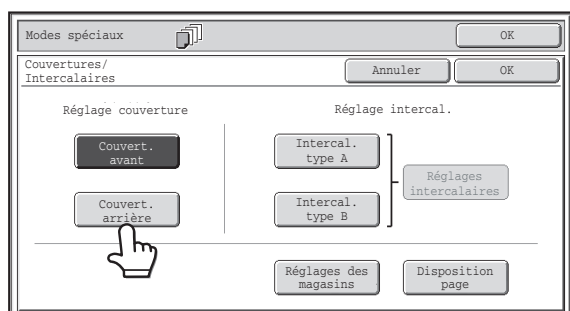 Modes spéciaux
OK
Couvertures/
Intercalaires
Annuler
OK
Réglage couverture
Réglage intercal.
Couvert.
avant
Intercal.
type A
Réglages
intercalaires
Couvert.
arrière
Intercal.
type B
Réglages des
magasins
Disposition
page